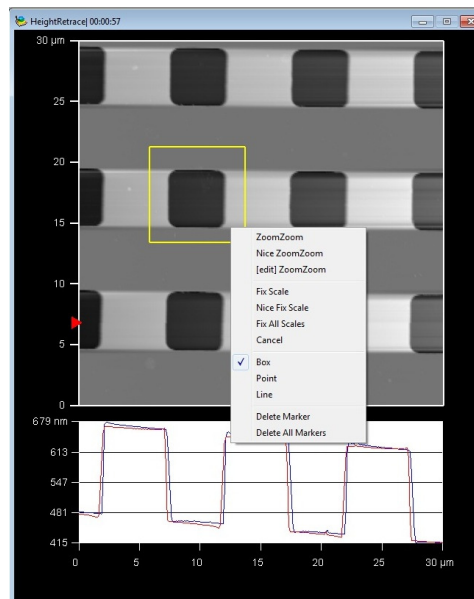 HeightRetrace| 00:00:57
30 µm
25
20
15
10
5
0
ZoomZoom
Nice ZoomZoom
[edit] ZoomZoom
Fix Scale
Nice Fix Scale
Fix All Scales
Cancel
Box
Point
Line
Delete Marker
Delete All Markers
679 nm
613
547
481
415
0 5 10 15 20 25 30 µm